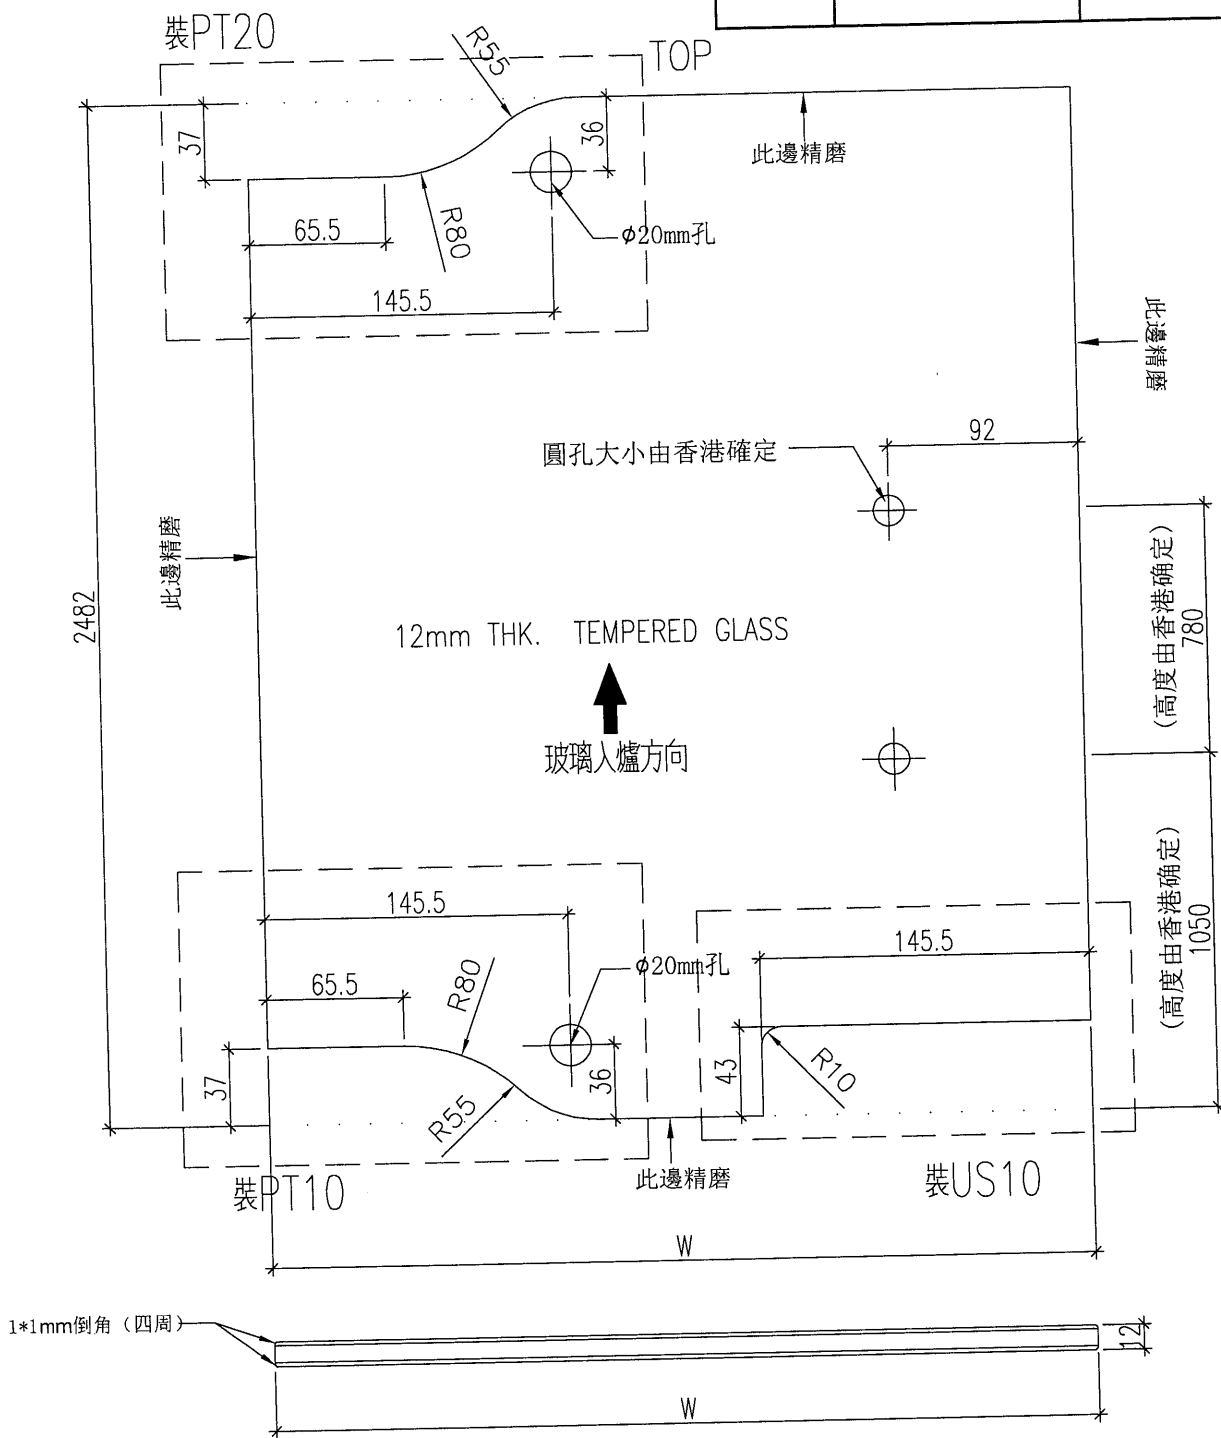 裝PT20
TOP
R55
37
36
此邊精磨
65.5
R80
ϕ20mm孔
145.5
此邊精磨
92
圓孔大小由香港確定
此邊精磨
2482
(高度由香港确定)
780
12mm THK. TEMPERED GLASS
玻璃入爐方向
(高度由香港确定)
1050
145.5
145.5
65.5
R80
ϕ20mm孔
37
R55
36
43
R10
裝PT10
此邊精磨
裝US10
W
1*1mm倒角（四周）
12
W